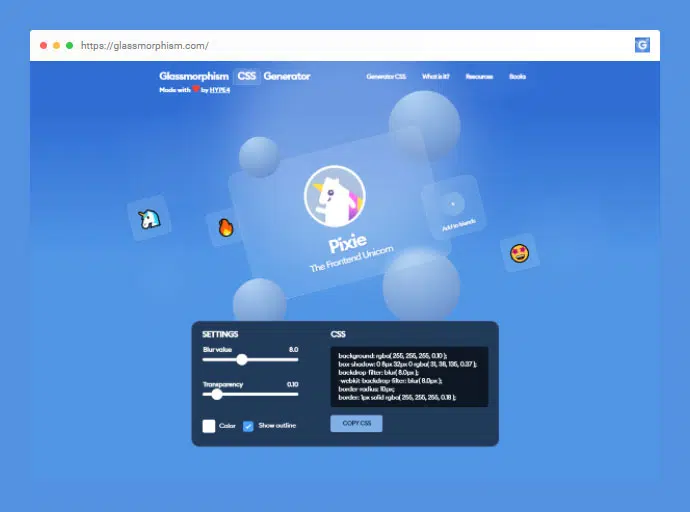 https://glassmorphism.com/
G
Glassmorphism CSS Generator
Made with ❤ by HYPE4
Generator CSS What is it? Resources Books
Pixie
The Frontend Unicorn
+
Add to friends
SETTINGS
Blur value 8.0
Transparency 0.10
Color Show outline
CSS
background: rgba( 255, 255, 255, 0.10 );
box-shadow: 0 8px 32px 0 rgba( 31, 38, 135, 0.37 );
backdrop-filter: blur( 8.0px );
-webkit-backdrop-filter: blur( 8.0px );
border-radius: 10px;
border: 1px solid rgba( 255, 255, 255, 0.18 );
COPY CSS